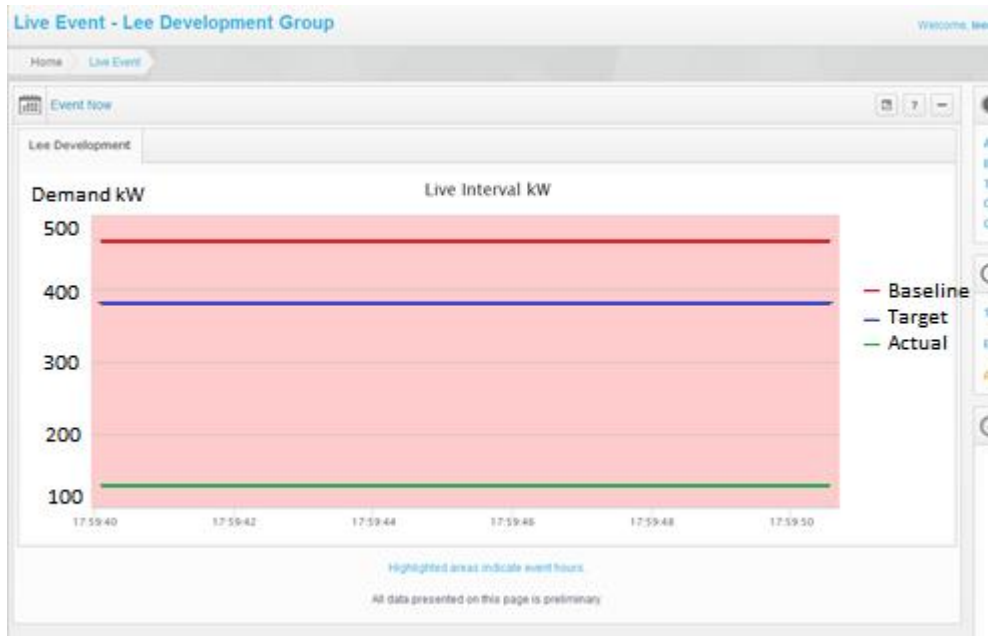 Live Event - Lee Development Group
Welcome,
Home Live Event
Event Now
?
Lee Development
Demand kW
Live Interval kW
500
400
300
200
100
Baseline
Target
Actual
17:59:40 17:59:42 17:59:44 17:59:46 17:59:48 17:59:50
Highlighted areas indicate event hours.
All data presented on this page is preliminary